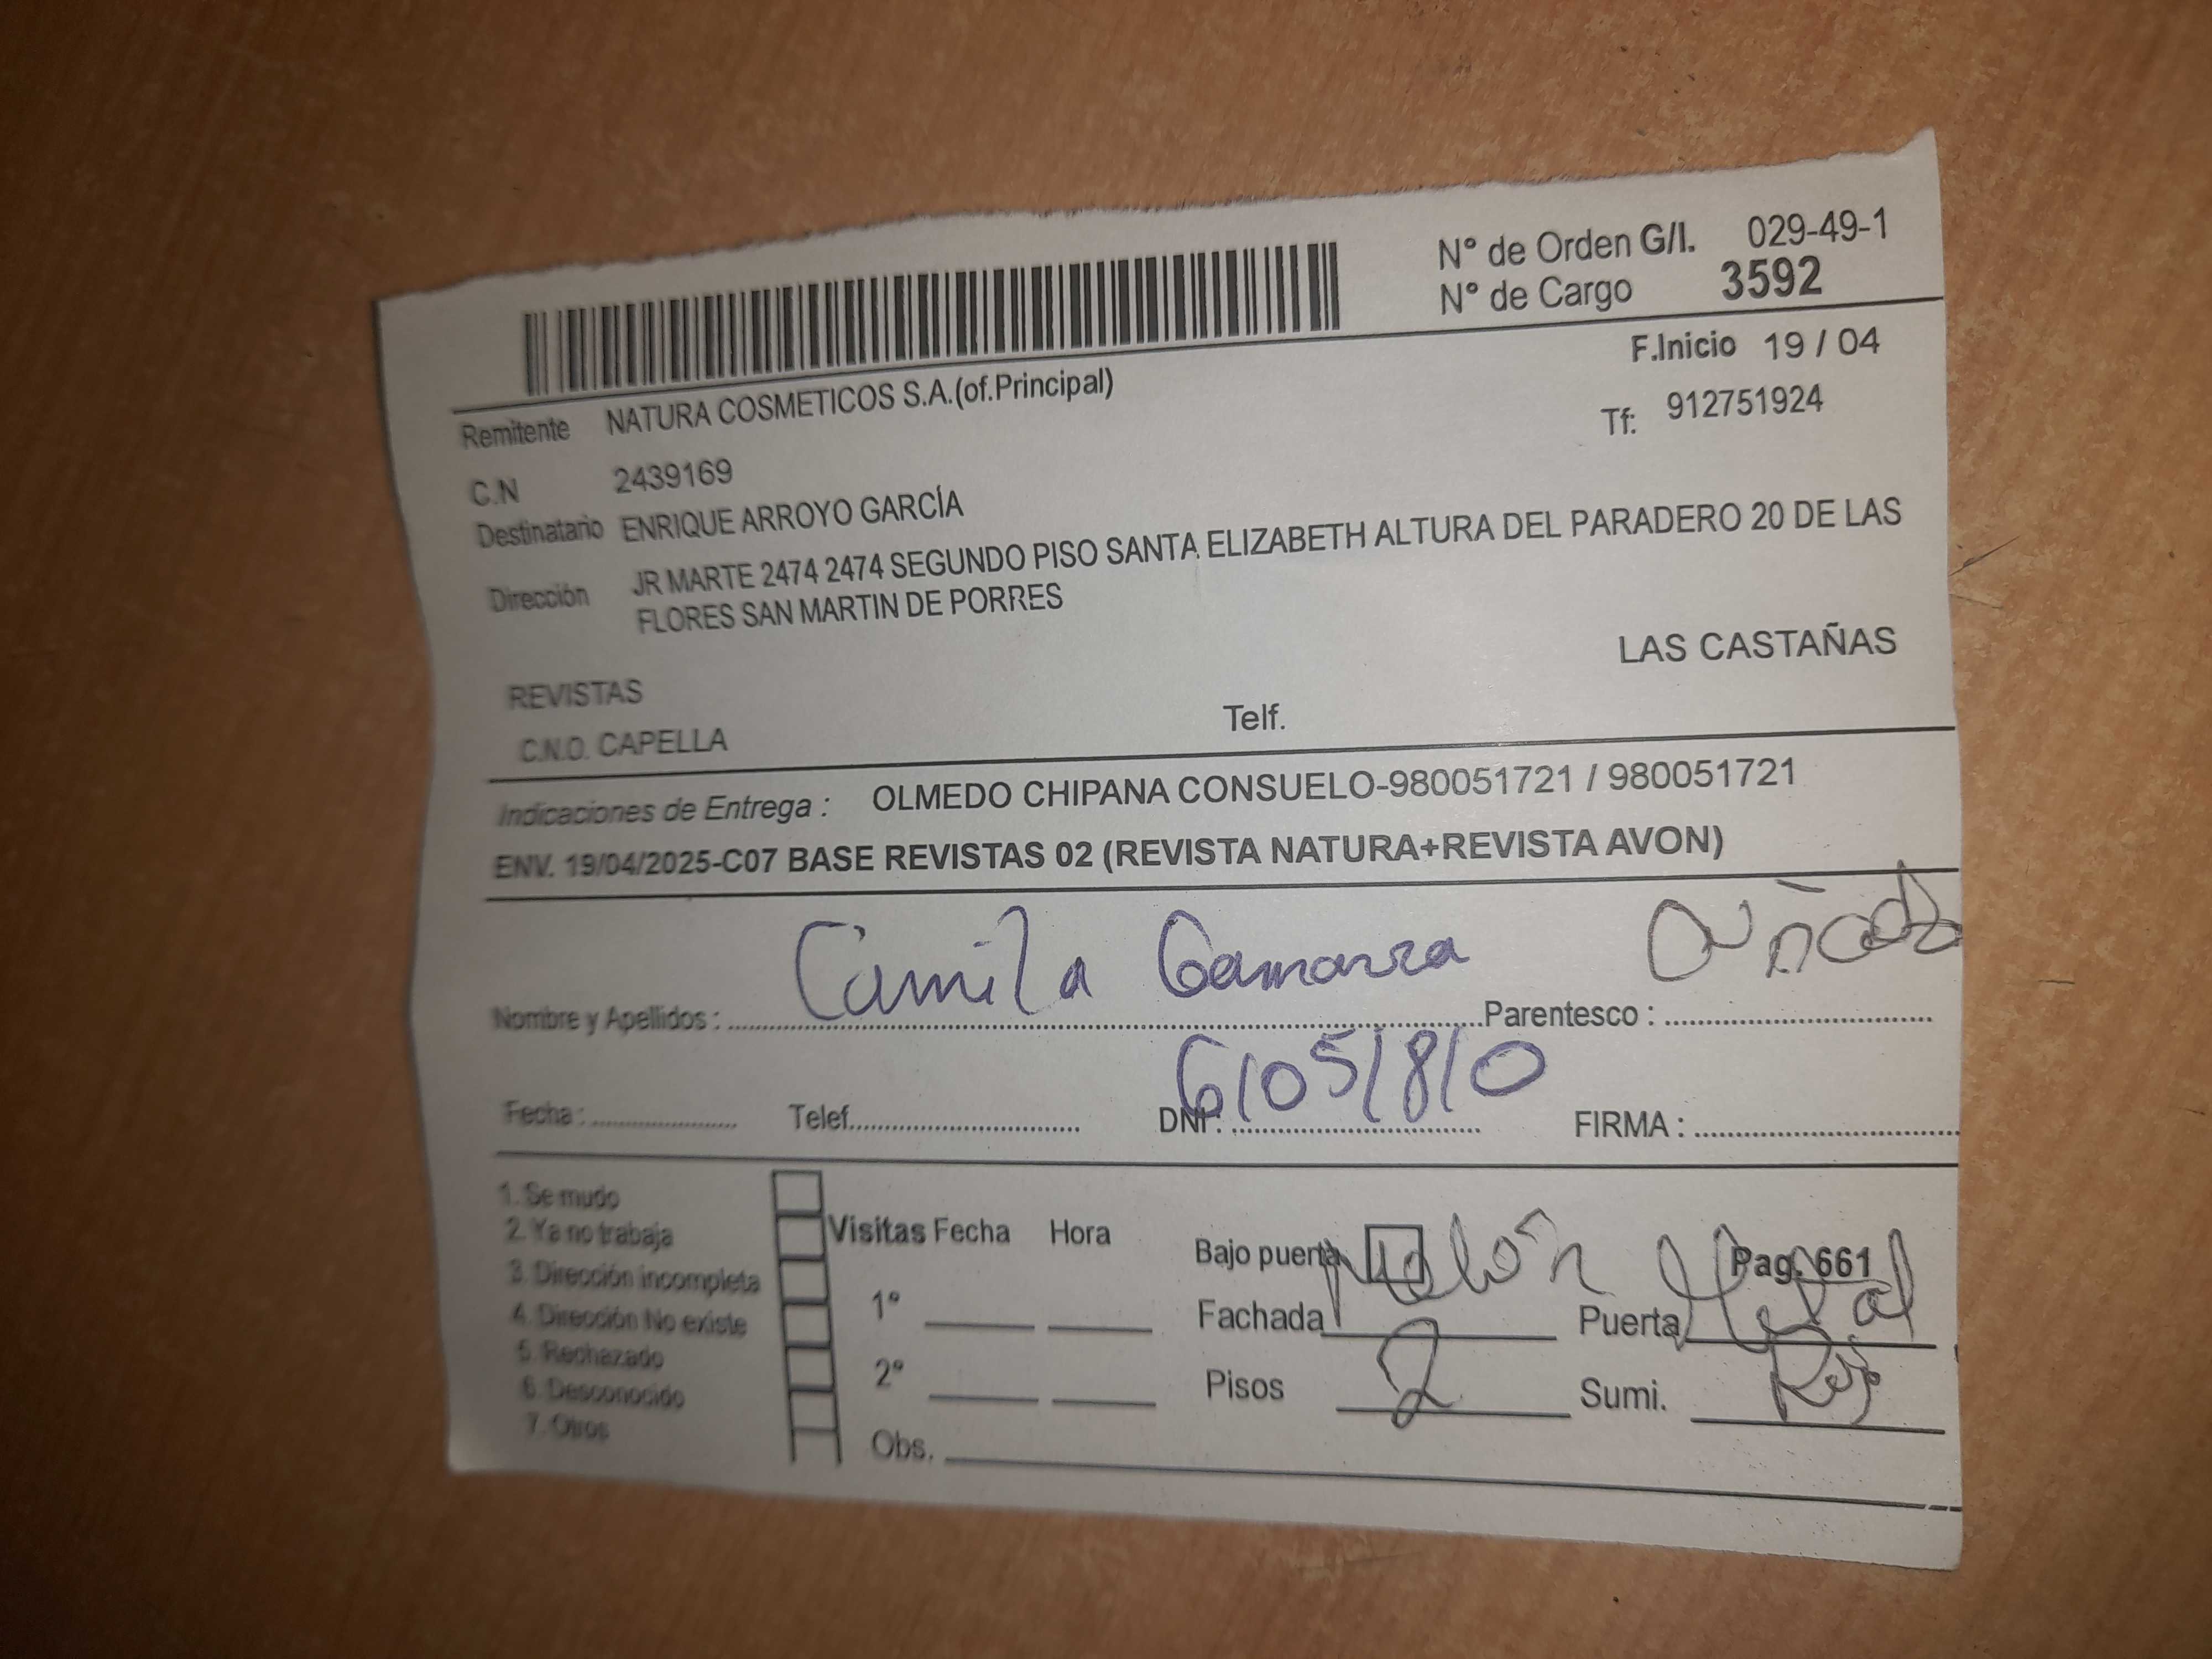 N° de Orden G/I. 029-49-1
N° de Cargo 3592
F.Inicio 19 / 04
Remitente NATURA COSMETICOS S.A.(of.Principal)
Tf: 912751924
C.N 2439169
Destinatario ENRIQUE ARROYO GARCÍA
Dirección JR MARTE 2474 2474 SEGUNDO PISO SANTA ELIZABETH ALTURA DEL PARADERO 20 DE LAS
FLORES SAN MARTIN DE PORRES
LAS CASTAÑAS
REVISTAS
C.N.O. CAPELLA Telf.
Indicaciones de Entrega : OLMEDO CHIPANA CONSUELO-980051721 / 980051721
ENV. 19/04/2025-C07 BASE REVISTAS 02 (REVISTA NATURA+REVISTA AVON)
Nombre y Apellidos : Camila Gamarra Parentesco : Cuñada
Fecha : Telef. DNI : 61051810 FIRMA :
1. Se mudo
2. Ya no trabaja
3. Dirección incompleta
4. Dirección No existe
5. Rechazado
6. Desconocido
7. Otros
Visitas Fecha Hora
1°
2°
Obs.
Bajo puerta Pag. 661
Fachada Melón Puerta Metal
Pisos 2 Sumi.